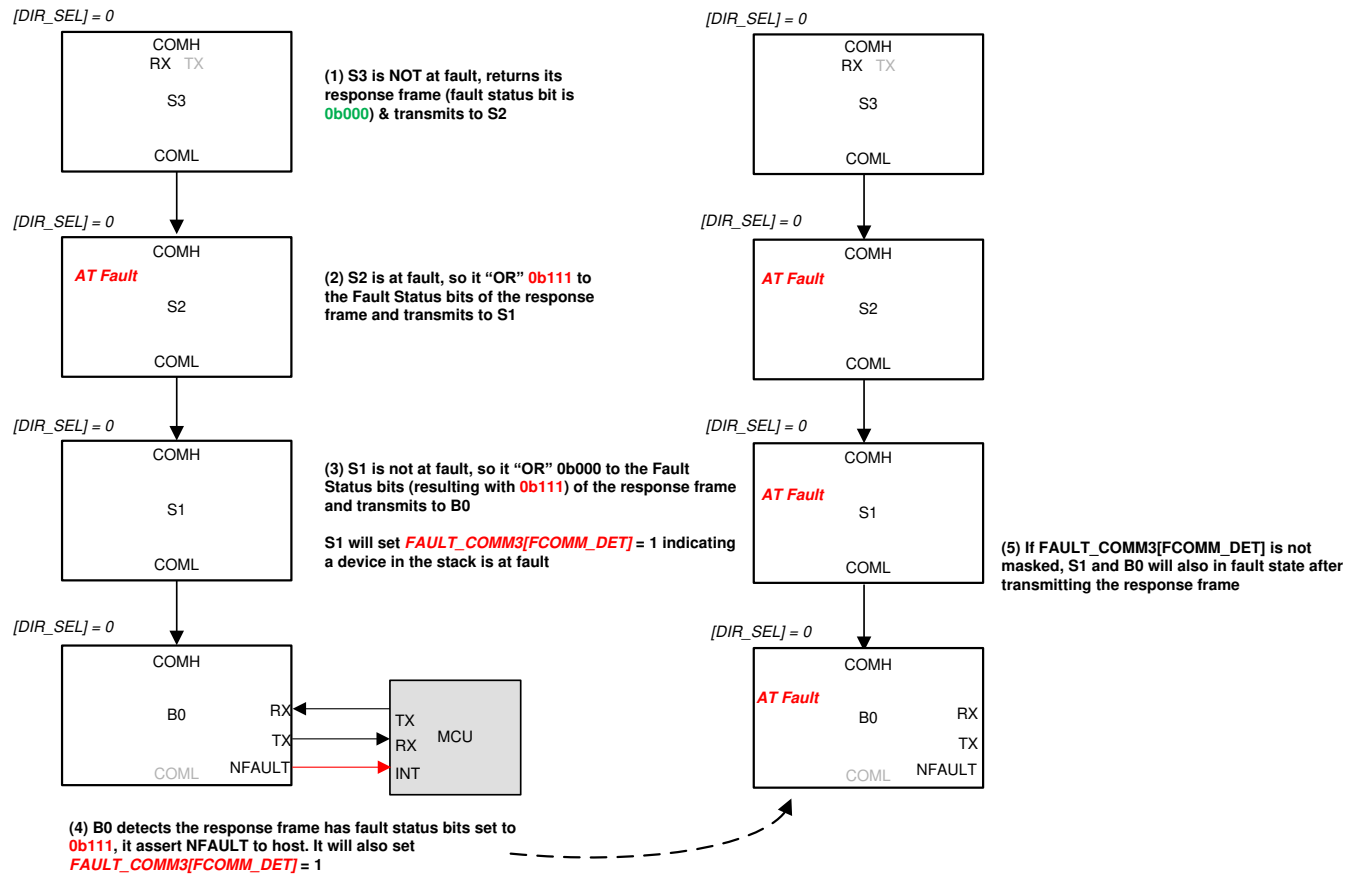 [DIR_SEL] = 0
COMH
RX TX
S3
COML
(1) S3 is NOT at fault, returns its
response frame (fault status bit is
0b000) & transmits to S2
[DIR_SEL] = 0
COMH
AT Fault
S2
COML
(2) S2 is at fault, so it “OR” 0b111 to
the Fault Status bits of the response
frame and transmits to S1
[DIR_SEL] = 0
COMH
S1
COML
(3) S1 is not at fault, so it “OR” 0b000 to the Fault
Status bits (resulting with 0b111) of the response frame
and transmits to B0
S1 will set FAULT_COMM3[FCOMM_DET] = 1 indicating
a device in the stack is at fault
[DIR_SEL] = 0
COMH
B0
RX
TX
NFAULT
COML
TX
RX
INT
MCU
(4) B0 detects the response frame has fault status bits set to
0b111, it assert NFAULT to host. It will also set
FAULT_COMM3[FCOMM_DET] = 1
[DIR_SEL] = 0
COMH
RX TX
S3
COML
[DIR_SEL] = 0
COMH
AT Fault
S2
COML
[DIR_SEL] = 0
COMH
AT Fault
S1
COML
(5) If FAULT_COMM3[FCOMM_DET] is not
masked, S1 and B0 will also in fault state after
transmitting the response frame
[DIR_SEL] = 0
COMH
AT Fault
B0
RX
TX
NFAULT
COML